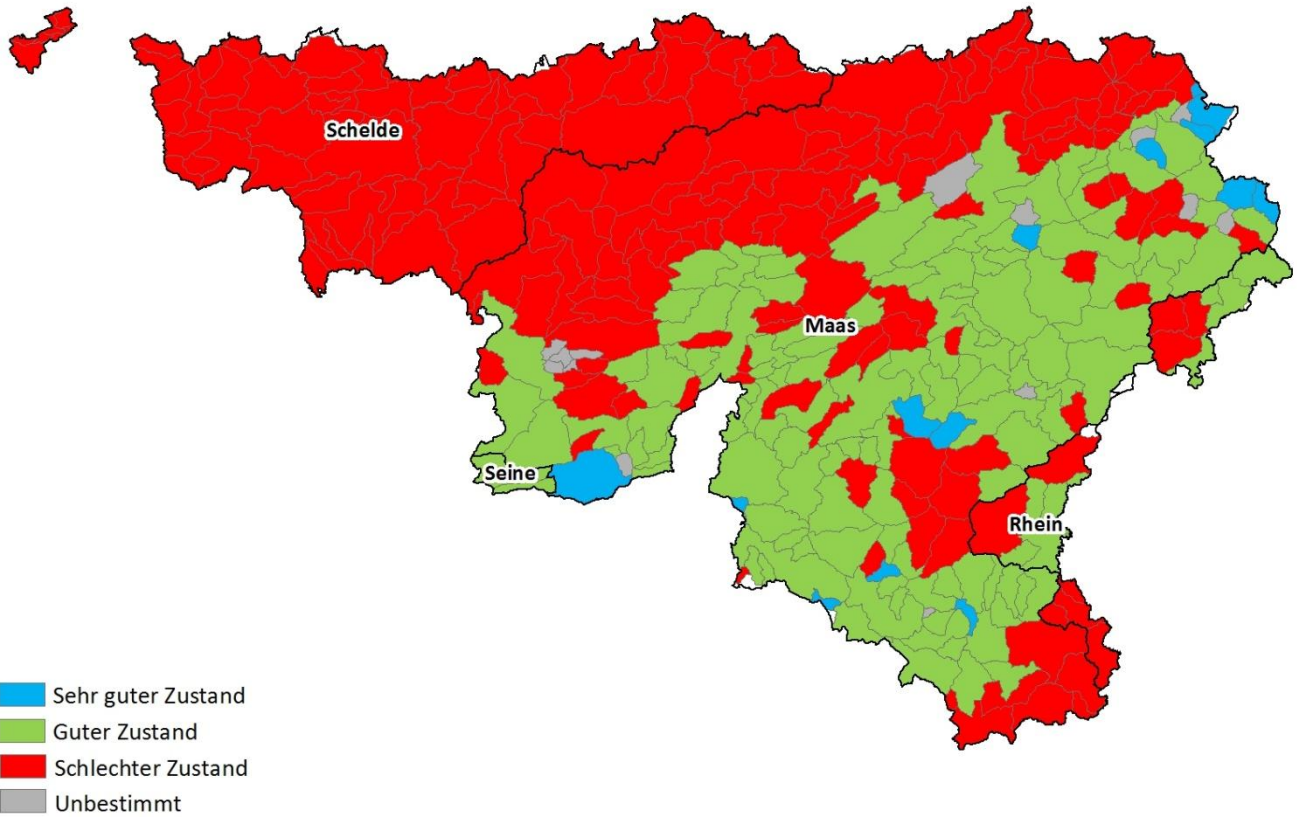 Schelde
Maas
Seine
Rhein
Sehr guter Zustand
Guter Zustand
Schlechter Zustand
Unbestimmt